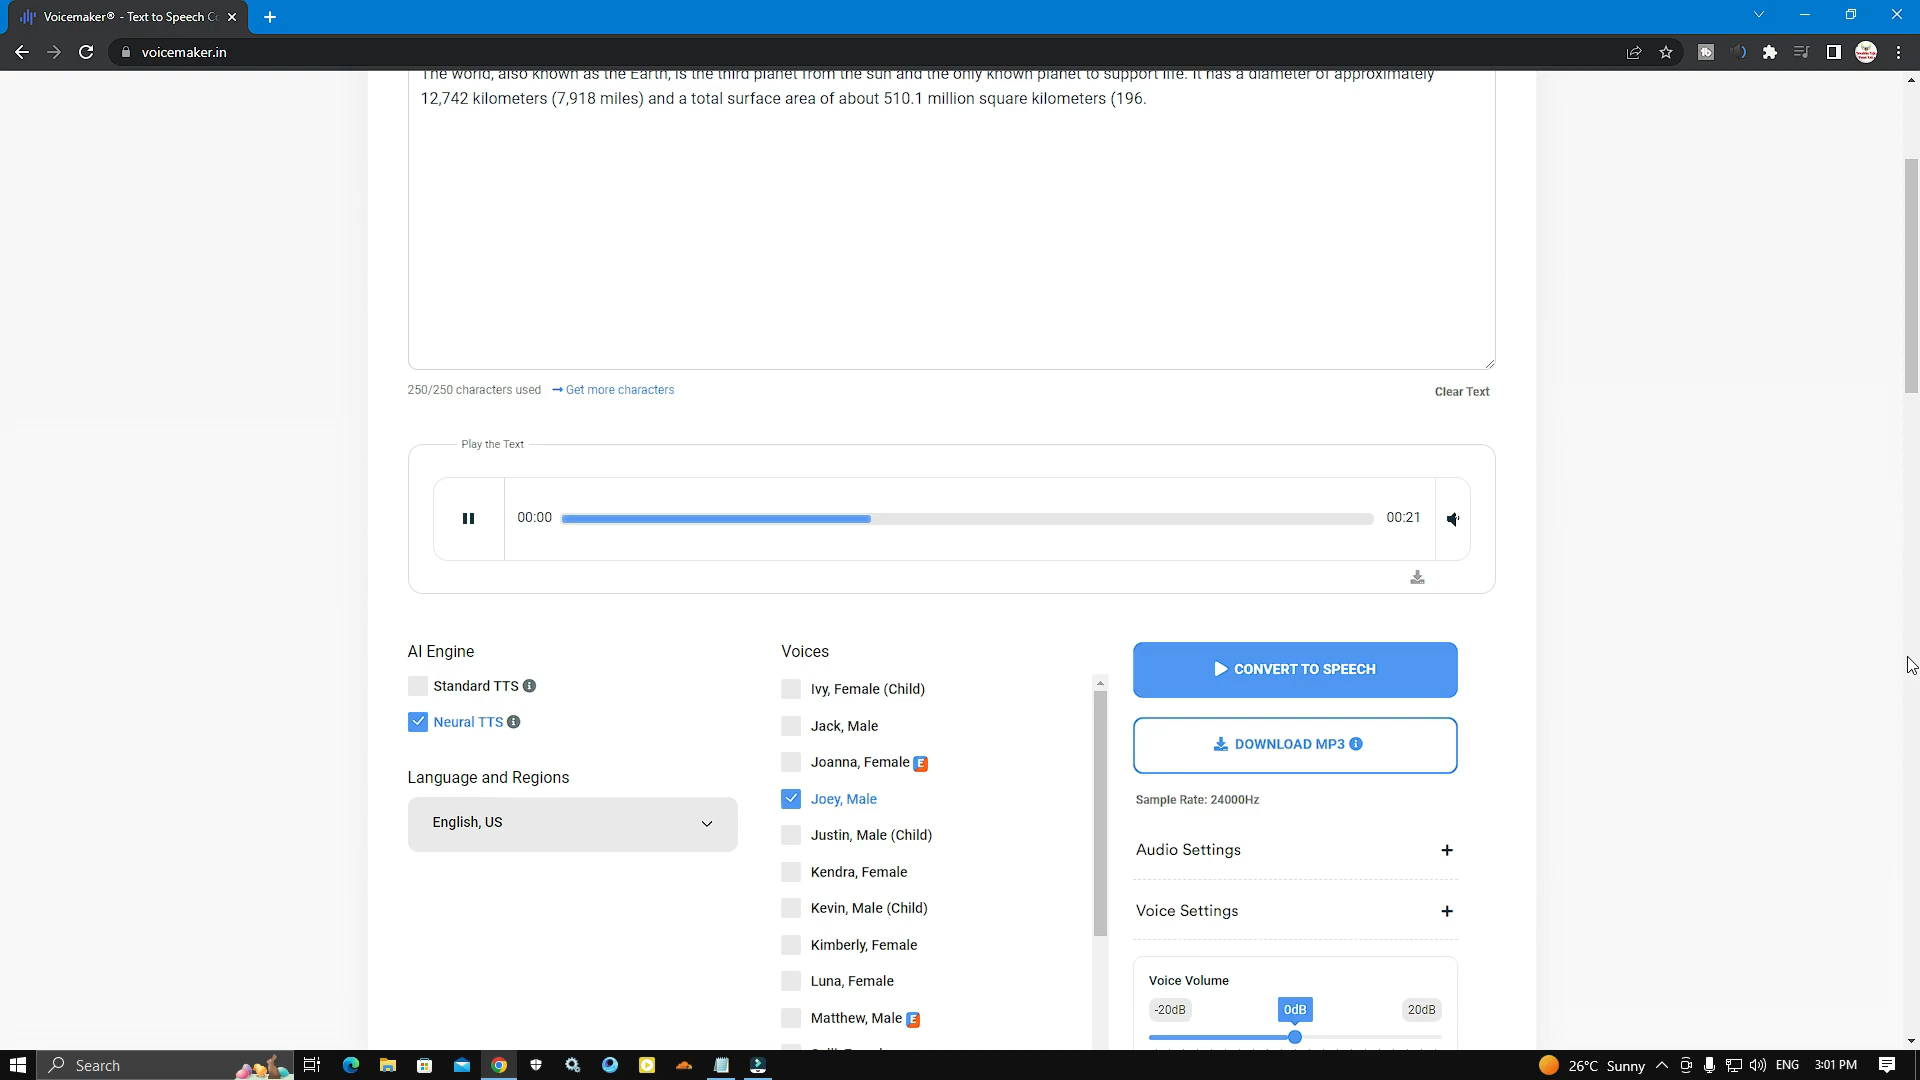 Voicemaker® - Text to Speech Co
voicemaker.in
The world, also known as the Earth, is the third planet from the sun and the only known planet to support life. It has a diameter of approximately
12,742 kilometers (7,918 miles) and a total surface area of about 510.1 million square kilometers (196.
250/250 characters used → Get more characters
Clear Text
Play the Text
00:00
00:21
AI Engine
Standard TTS
Neural TTS
Language and Regions
English, US
Voices
Ivy, Female (Child)
Jack, Male
Joanna, Female E
Joey, Male
Justin, Male (Child)
Kendra, Female
Kevin, Male (Child)
Kimberly, Female
Luna, Female
Matthew, Male E
CONVERT TO SPEECH
DOWNLOAD MP3
Sample Rate: 24000Hz
Audio Settings +
Voice Settings +
Voice Volume
-20dB 0dB 20dB
Search
26°C Sunny
ENG
3:01 PM